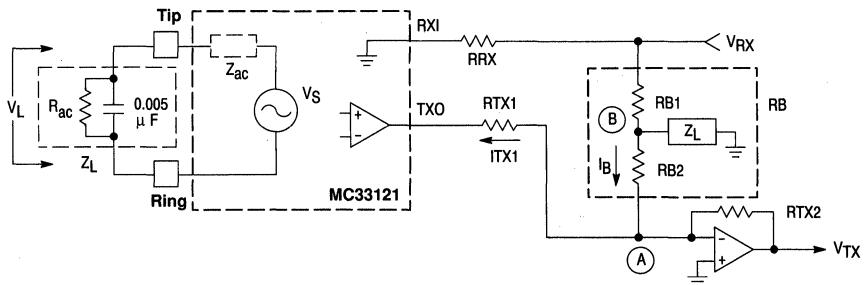 Tip
RXI
RRX
V_RX
Z_ac
V_L
R_ac
0.005
μ F
V_S
TXO
RTX1
ITX1
RB1
RB
B
Z_L
I_B
RB2
Z_L
Ring
MC33121
RTX2
A
V_TX
+
−
−
+